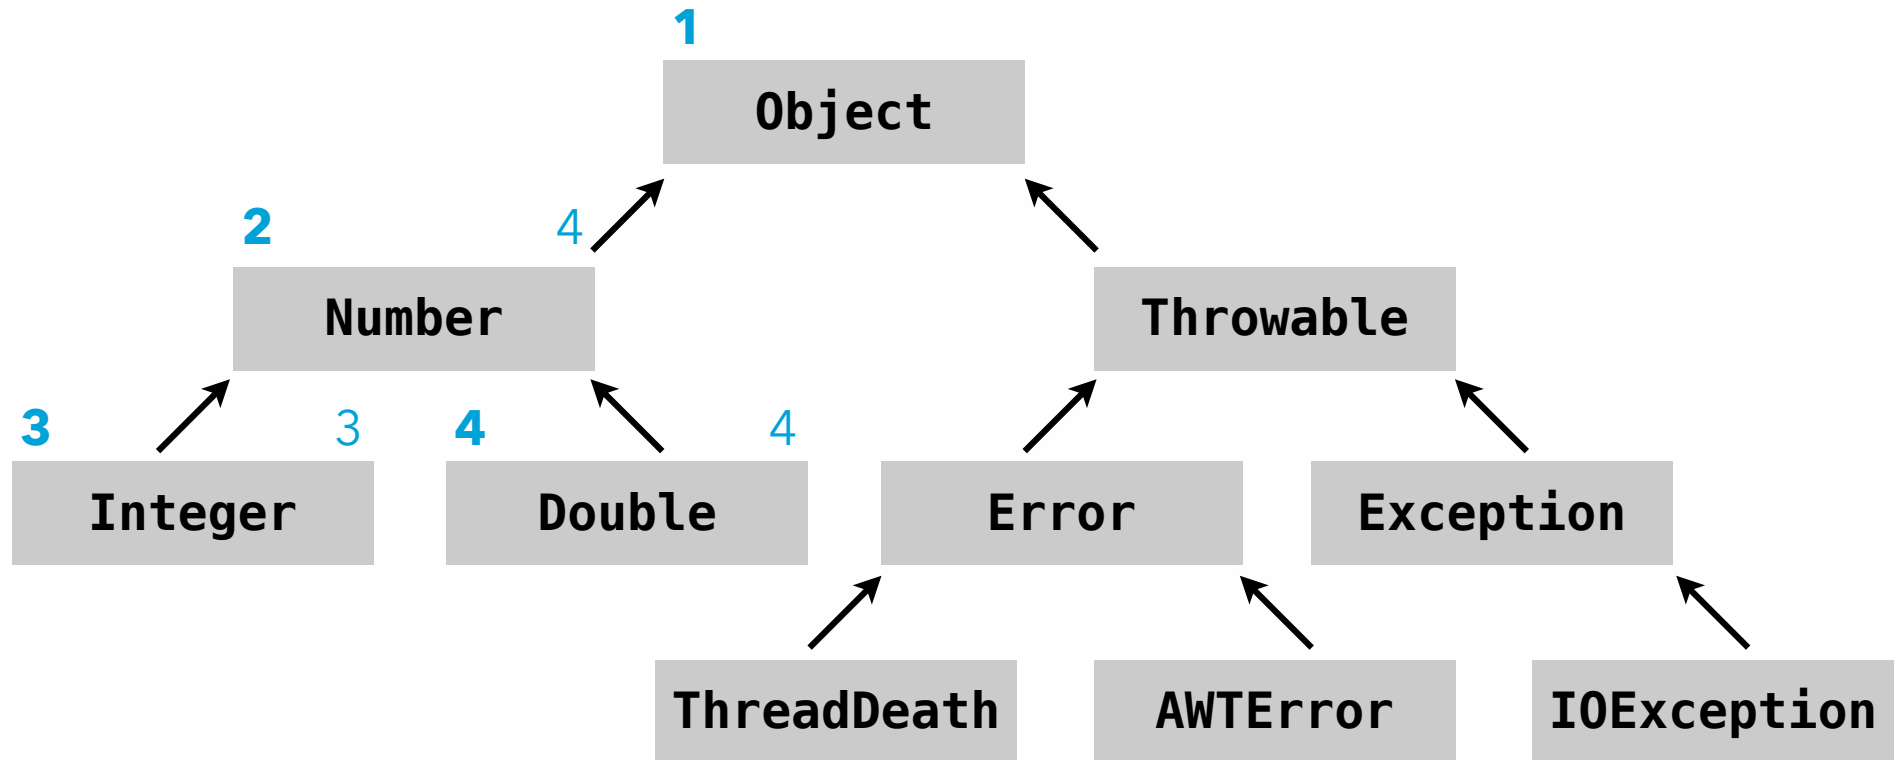 1
Object
2 4
Number
Throwable
3 3
Integer
4 4
Double
Error
Exception
ThreadDeath
AWTError
IOException